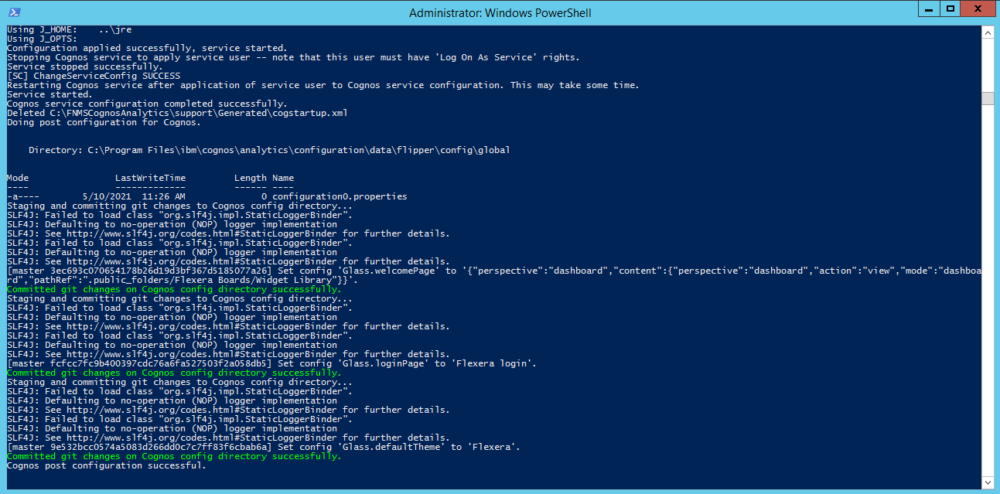 Administrator: Windows PowerShell
Using J_HOME:    ..\jre
Using J_OPTS:
Configuration applied successfully, service started.
Stopping Cognos service to apply service user -- note that this user must have 'Log On As Service' rights.
Service stopped successfully.
[SC] ChangeServiceConfig SUCCESS
Restarting Cognos service after application of service user to Cognos service configuration. This may take some time.
Service started.
Cognos service configuration completed successfully.
Deleted C:\FNMSCognosAnalytics\support\Generated\cogstartup.xml
Doing post configuration for Cognos.
Directory: C:\Program Files\ibm\cognos\analytics\configuration\data\flipper\config\global
Mode                LastWriteTime         Length Name
----                -------------         ------ ----
-a----        5/10/2021  11:26 AM              0 configuration0.properties
Staging and committing git changes to Cognos config directory...
SLF4J: Failed to load class "org.slf4j.impl.StaticLoggerBinder".
SLF4J: Defaulting to no-operation (NOP) logger implementation
SLF4J: See http://www.slf4j.org/codes.html#StaticLoggerBinder for further details.
SLF4J: Failed to load class "org.slf4j.impl.StaticLoggerBinder".
SLF4J: Defaulting to no-operation (NOP) logger implementation
SLF4J: See http://www.slf4j.org/codes.html#StaticLoggerBinder for further details.
[master 3ec693c070654178b26d19d3bf367d5185077a26] Set config 'Glass.welcomePage' to '{"perspective":"dashboard","content":{"perspective":"dashboard","action":"view","mode":"dashboa
rd","pathRef":".public_folders/Flexera Boards/Widget Library"}}'.
Committed git changes on Cognos config directory successfully.
Staging and committing git changes to Cognos config directory...
SLF4J: Failed to load class "org.slf4j.impl.StaticLoggerBinder".
SLF4J: Defaulting to no-operation (NOP) logger implementation
SLF4J: See http://www.slf4j.org/codes.html#StaticLoggerBinder for further details.
SLF4J: Failed to load class "org.slf4j.impl.StaticLoggerBinder".
SLF4J: Defaulting to no-operation (NOP) logger implementation
SLF4J: See http://www.slf4j.org/codes.html#StaticLoggerBinder for further details.
[master fcfcc7fc9b400397cdc76a6fa527503f2a058db5] Set config 'Glass.loginPage' to 'Flexera login'.
Committed git changes on Cognos config directory successfully.
Staging and committing git changes to Cognos config directory...
SLF4J: Failed to load class "org.slf4j.impl.StaticLoggerBinder".
SLF4J: Defaulting to no-operation (NOP) logger implementation
SLF4J: See http://www.slf4j.org/codes.html#StaticLoggerBinder for further details.
SLF4J: Failed to load class "org.slf4j.impl.StaticLoggerBinder".
SLF4J: Defaulting to no-operation (NOP) logger implementation
SLF4J: See http://www.slf4j.org/codes.html#StaticLoggerBinder for further details.
[master 9e532bcc0574a5083d266dd0c7c7ff83f6cbab6a] Set config 'Glass.defaultTheme' to 'Flexera'.
Committed git changes on Cognos config directory successfully.
Cognos post configuration successful.